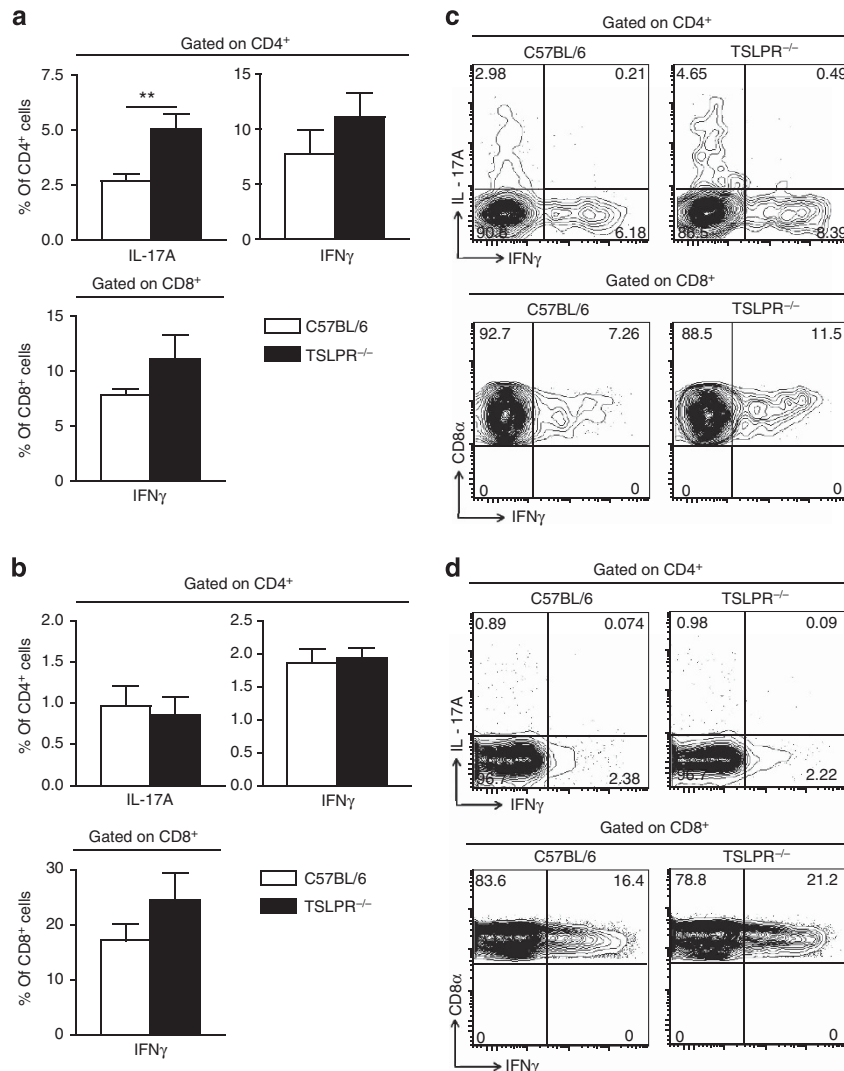 a
Gated on CD4⁺
% Of CD4⁺ cells
7.5
5.0
2.5
0.0
**
IL-17A
15
10
5
0
IFNγ
Gated on CD8⁺
% Of CD8⁺ cells
15
10
5
0
IFNγ
C57BL/6
TSLPR⁻/⁻
b
Gated on CD4⁺
% Of CD4⁺ cells
2.0
1.5
1.0
0.5
0.0
IL-17A
2.5
2.0
1.5
1.0
0.5
0.0
IFNγ
Gated on CD8⁺
% Of CD8⁺ cells
30
20
10
0
IFNγ
C57BL/6
TSLPR⁻/⁻
c
Gated on CD4⁺
C57BL/6
TSLPR⁻/⁻
2.98 0.21
4.65 0.49
IL - 17A
6.18
8.39
IFNγ
Gated on CD8⁺
C57BL/6
TSLPR⁻/⁻
92.7 7.26
88.5 11.5
CD8α
0 0
0 0
IFNγ
d
Gated on CD4⁺
C57BL/6
TSLPR⁻/⁻
0.89 0.074
0.98 0.09
IL - 17A
96.7 2.38
96.7 2.22
IFNγ
Gated on CD8⁺
C57BL/6
TSLPR⁻/⁻
83.6 16.4
78.8 21.2
CD8α
0 0
0 0
IFNγ